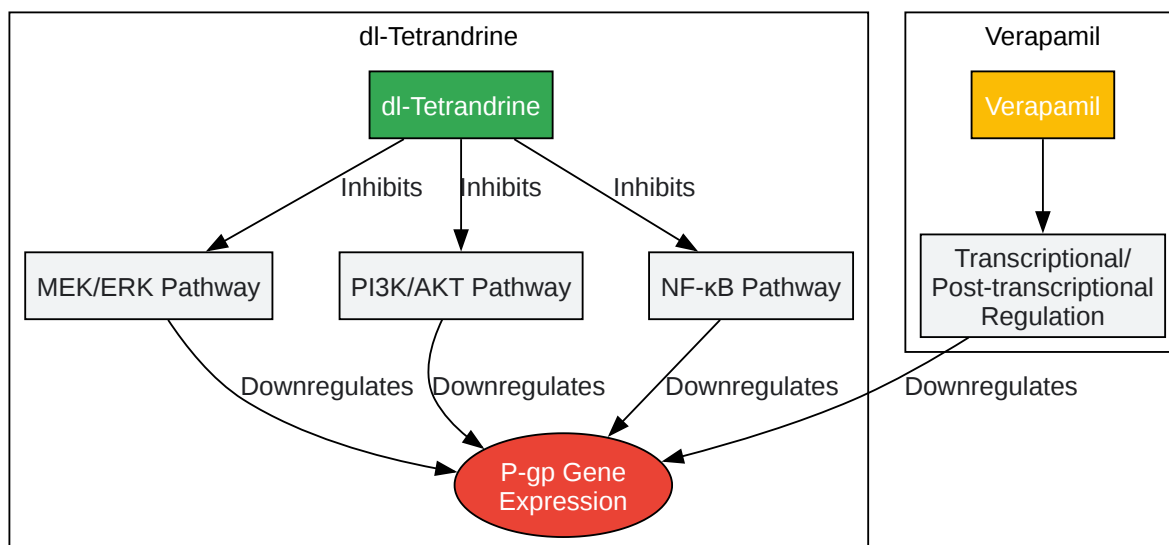 dl-Tetrandrine
Verapamil
dl-Tetrandrine
Verapamil
Inhibits
Inhibits
Inhibits
MEK/ERK Pathway
PI3K/AKT Pathway
NF-κB Pathway
Transcriptional/
Post-transcriptional
Regulation
Downregulates
Downregulates
Downregulates
Downregulates
P-gp Gene
Expression